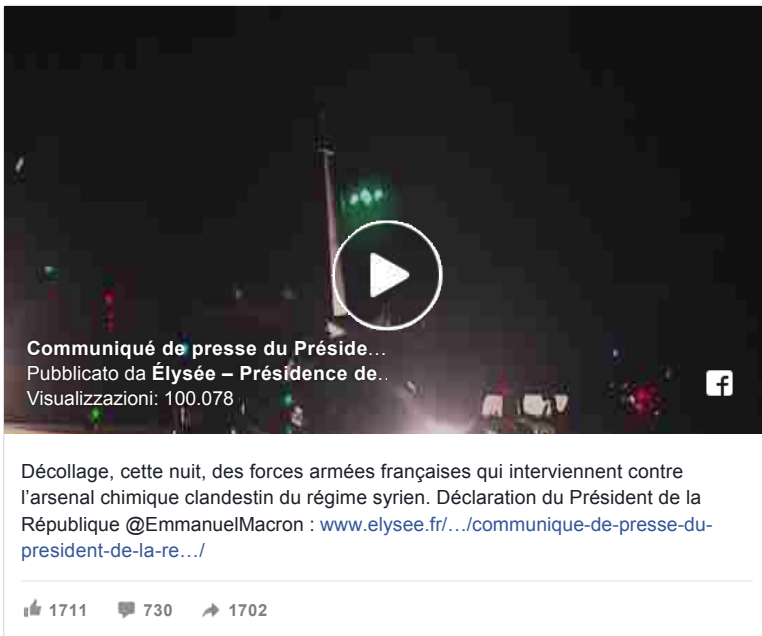 Communiqué de presse du Préside…
Pubblicato da Élysée – Présidence de..
Visualizzazioni: 100.078
Décollage, cette nuit, des forces armées françaises qui interviennent contre
l’arsenal chimique clandestin du régime syrien. Déclaration du Président de la
République @EmmanuelMacron : www.elysee.fr/…/communique-de-presse-du-
president-de-la-re…/
1711 730 1702